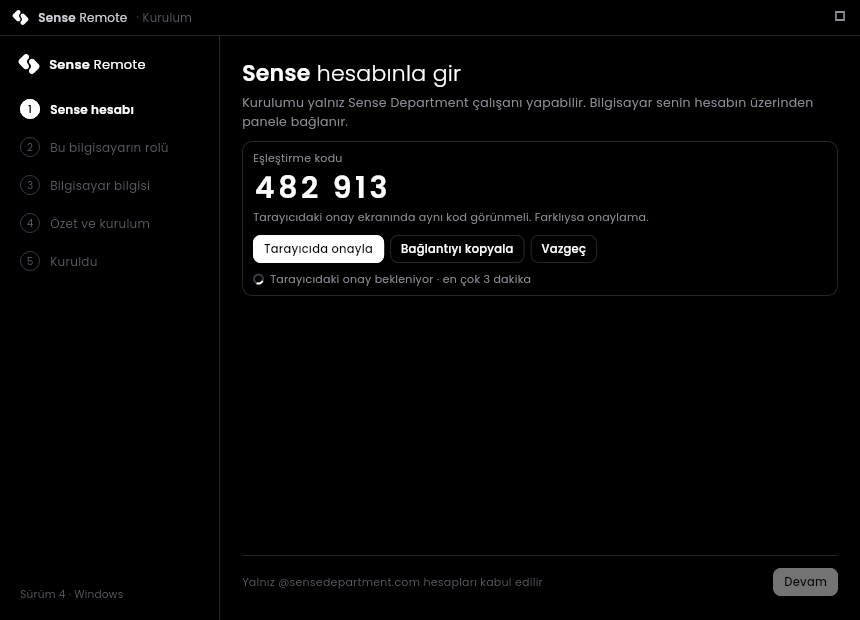 Sense Remote · Kurulum
Sense Remote
1 Sense hesabı
2 Bu bilgisayarın rolü
3 Bilgisayar bilgisi
4 Özet ve kurulum
5 Kuruldu
Sürüm 4 · Windows
Sense hesabınla gir
Kurulumu yalnız Sense Department çalışanı yapabilir. Bilgisayar senin hesabın üzerinden
panele bağlanır.
Eşleştirme kodu
482 913
Tarayıcıdaki onay ekranında aynı kod görünmeli. Farklıysa onaylama.
Tarayıcıda onayla Bağlantıyı kopyala Vazgeç
Tarayıcıdaki onay bekleniyor · en çok 3 dakika
Yalnız @sensedepartment.com hesapları kabul edilir
Devam